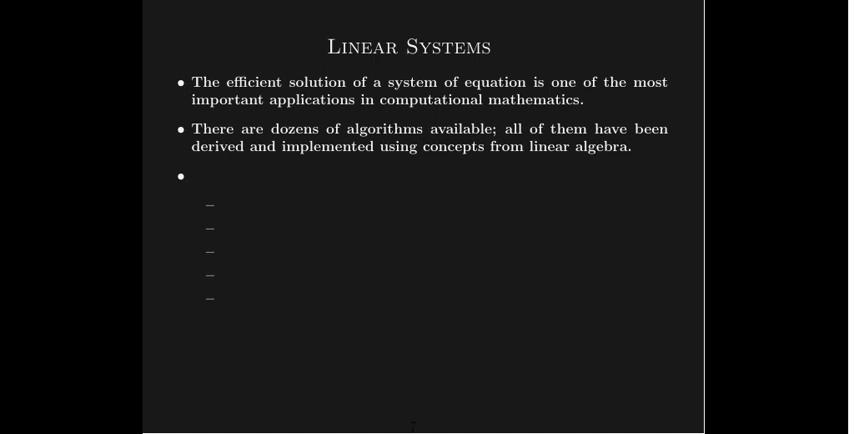 Linear Systems
• The efficient solution of a system of equation is one of the most
important applications in computational mathematics.
• There are dozens of algorithms available; all of them have been
derived and implemented using concepts from linear algebra.
•
–
–
–
–
–
7